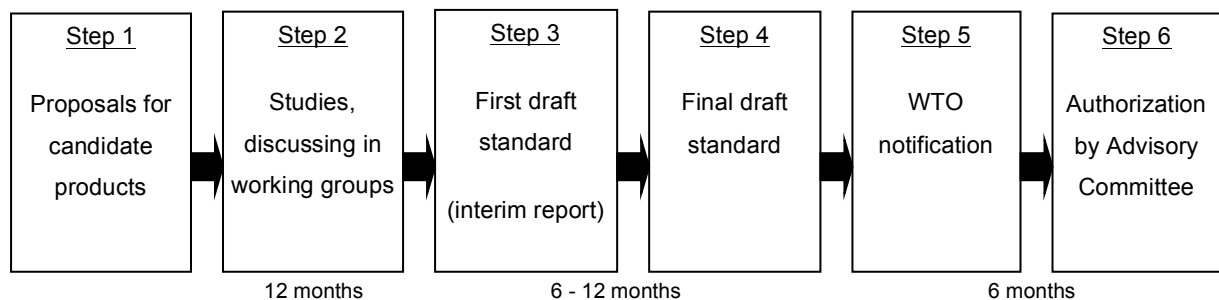 Step 1
Proposals for
candidate
products
Step 2
Studies,
discussing in
working groups
Step 3
First draft
standard
(interim report)
Step 4
Final draft
standard
Step 5
WTO
notification
Step 6
Authorization
by Advisory
Committee
12 months
6 - 12 months
6 months